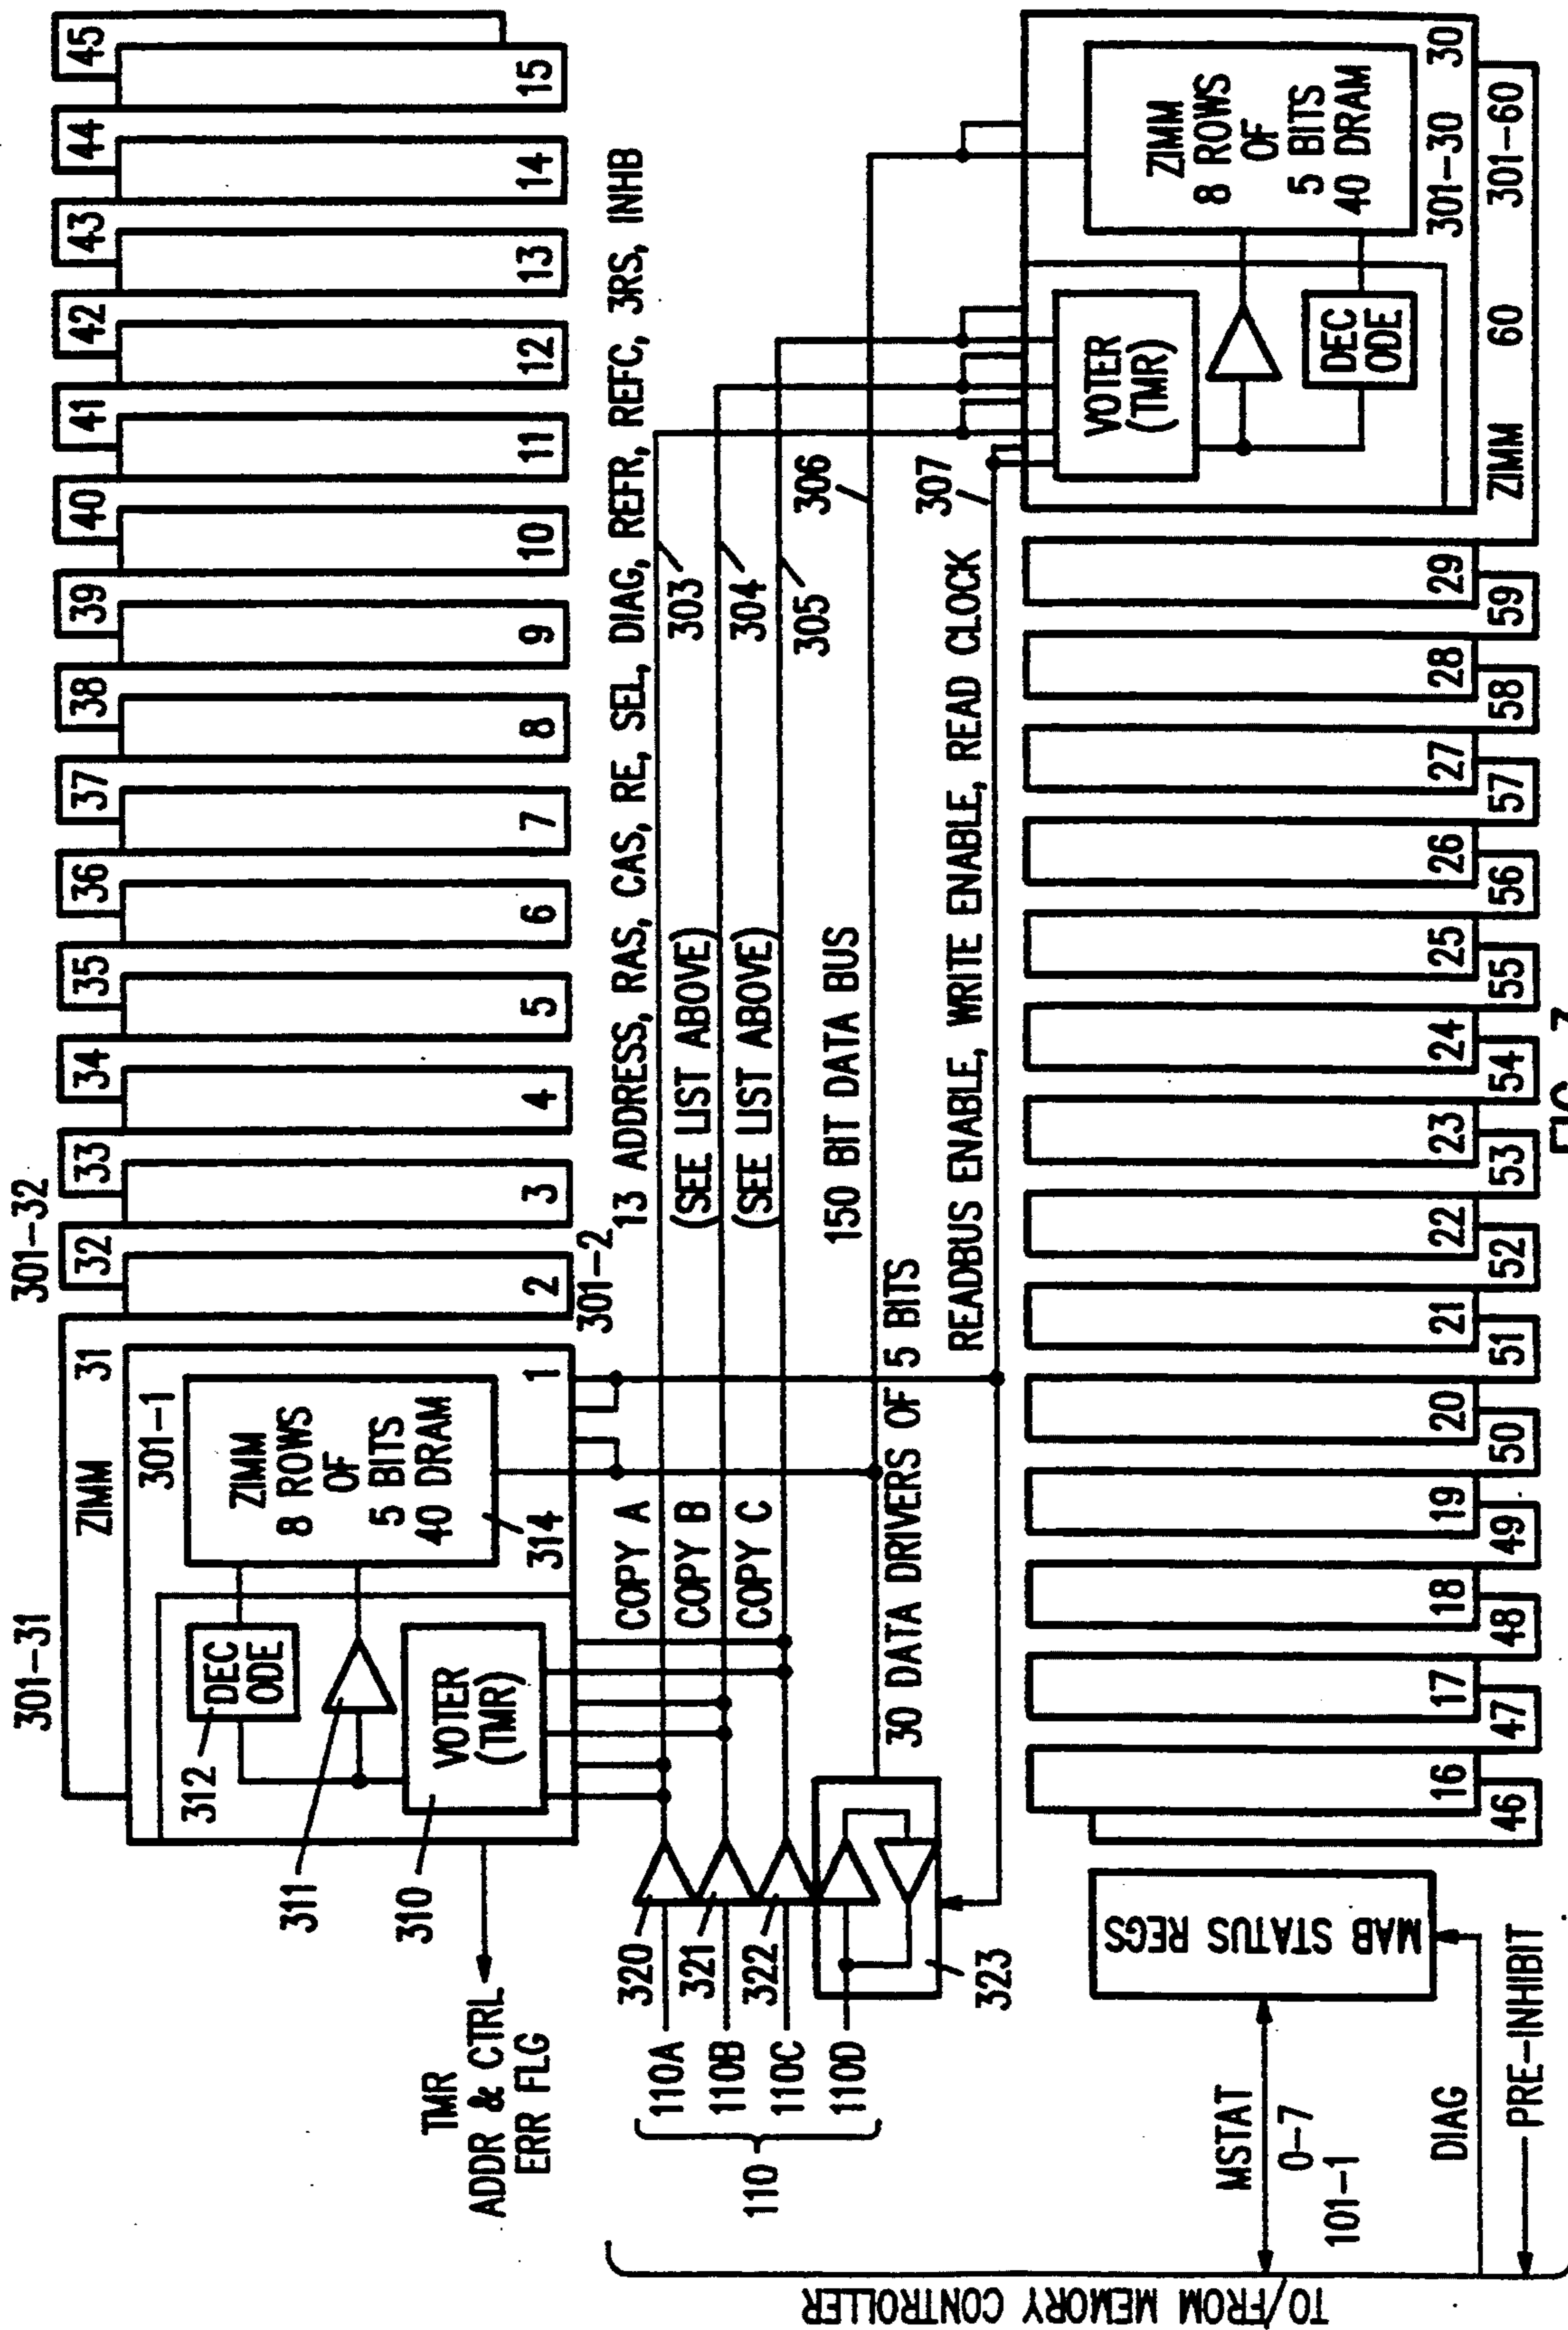 301-31
301-32
ZIMM 31
32
33
34
35
36
37
38
39
40
41
42
43
44
45
301-1
ZIMM
8 ROWS
OF
5 BITS
40 DRAM
314
DEC
ODE
312
311
VOTER
(TMR)
310
1
2
301-2
3
4
5
6
7
8
9
10
11
12
13
14
15
TMR
ADDR & CTRL
ERR FLG
13 ADDRESS, RAS, CAS, RE, SEL, DIAG, REFR, REFC, 3RS, INHB
COPY A
303
COPY B
(SEE LIST ABOVE)
304
COPY C
(SEE LIST ABOVE)
305
150 BIT DATA BUS
306
30 DATA DRIVERS OF 5 BITS
READBUS ENABLE, WRITE ENABLE, READ CLOCK
307
320
321
322
323
110A
110B
110C
110D
110
TO/FROM MEMORY CONTROLLER
MSTAT
0-7
101-1
MAB STATUS REGS
DIAG
PRE-INHIBIT
VOTER
(TMR)
DEC
ODE
ZIMM
8 ROWS
OF
5 BITS
40 DRAM
301-30 30
ZIMM 60 301-60
16
17
18
19
20
21
22
23
24
25
26
27
28
29
46
47
48
49
50
51
52
53
54
55
56
57
58
59